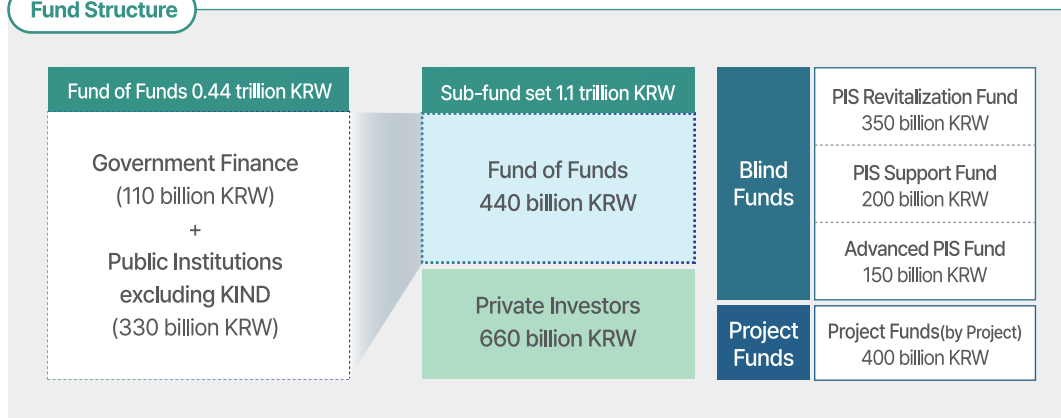 Fund Structure
Fund of Funds 0.44 trillion KRW
Government Finance
(110 billion KRW)
+
Public Institutions
excluding KIND
(330 billion KRW)
Sub-fund set 1.1 trillion KRW
Fund of Funds
440 billion KRW
Private Investors
660 billion KRW
Blind
Funds
PIS Revitalization Fund
350 billion KRW
PIS Support Fund
200 billion KRW
Advanced PIS Fund
150 billion KRW
Project
Funds
Project Funds(by Project)
400 billion KRW